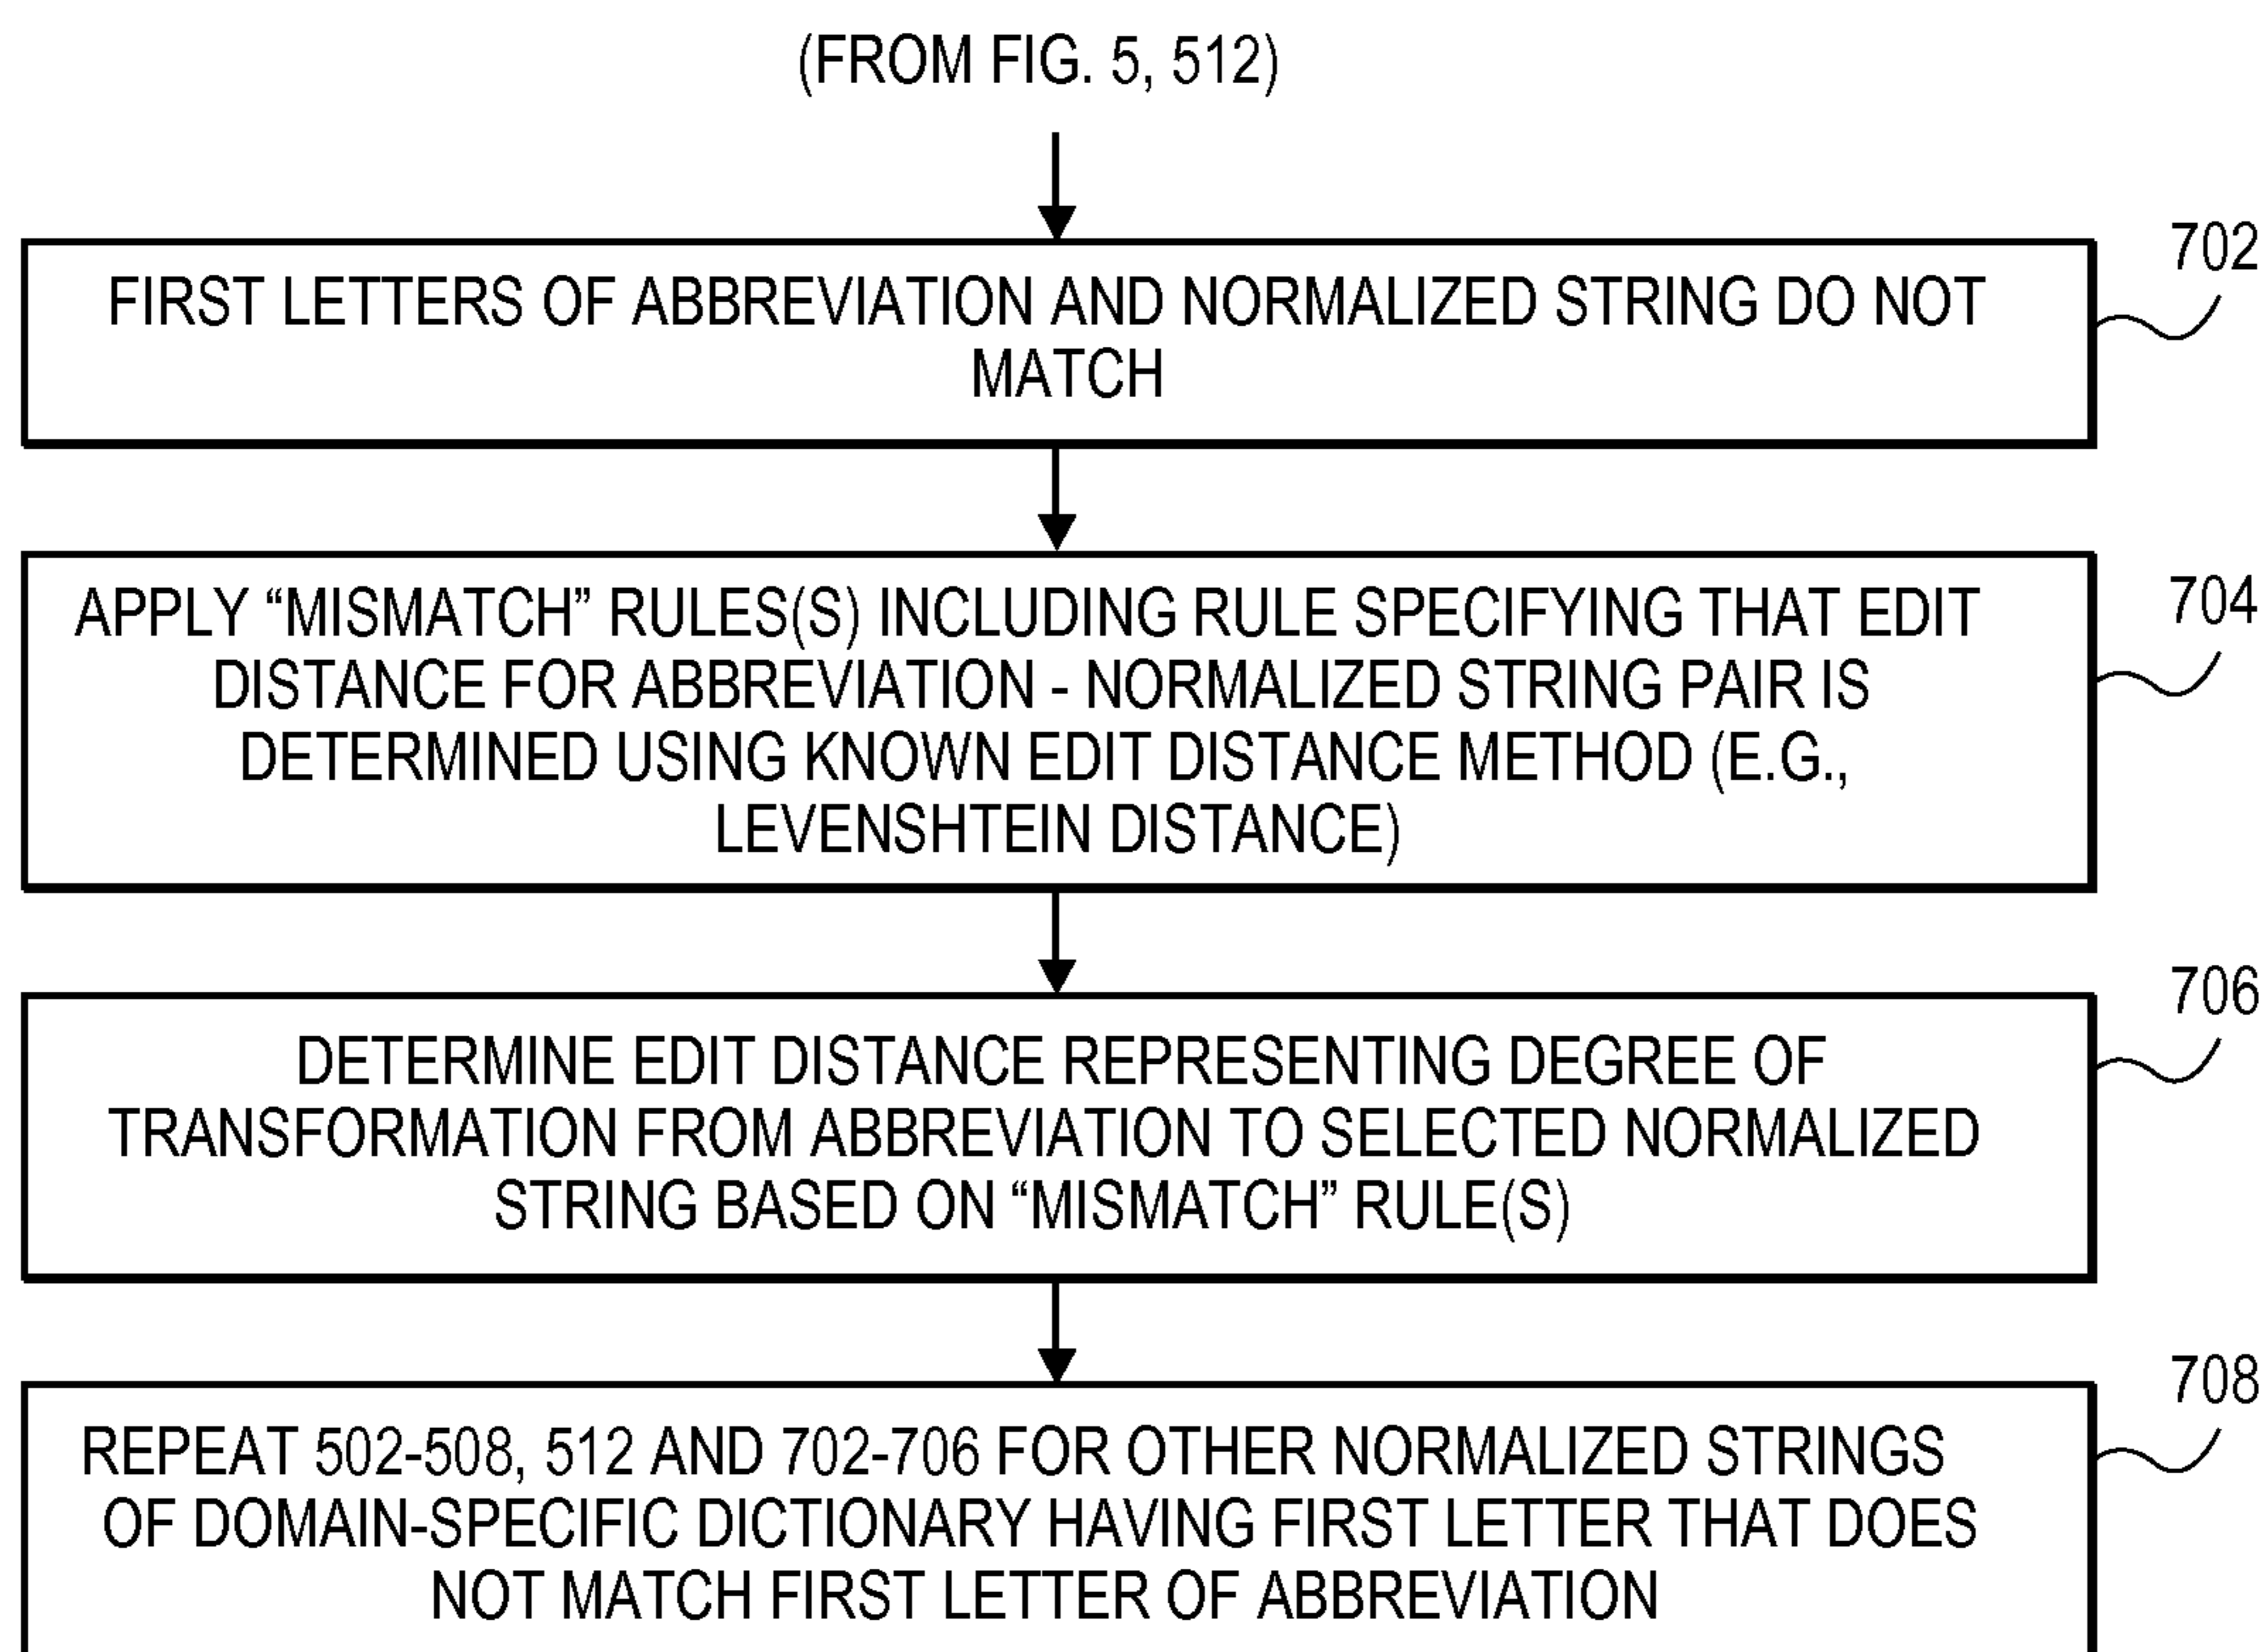 (FROM FIG. 5, 512)
702
FIRST LETTERS OF ABBREVIATION AND NORMALIZED STRING DO NOT
MATCH
704
APPLY “MISMATCH” RULES(S) INCLUDING RULE SPECIFYING THAT EDIT
DISTANCE FOR ABBREVIATION - NORMALIZED STRING PAIR IS
DETERMINED USING KNOWN EDIT DISTANCE METHOD (E.G.,
LEVENSHTEIN DISTANCE)
706
DETERMINE EDIT DISTANCE REPRESENTING DEGREE OF
TRANSFORMATION FROM ABBREVIATION TO SELECTED NORMALIZED
STRING BASED ON “MISMATCH” RULE(S)
708
REPEAT 502-508, 512 AND 702-706 FOR OTHER NORMALIZED STRINGS
OF DOMAIN-SPECIFIC DICTIONARY HAVING FIRST LETTER THAT DOES
NOT MATCH FIRST LETTER OF ABBREVIATION